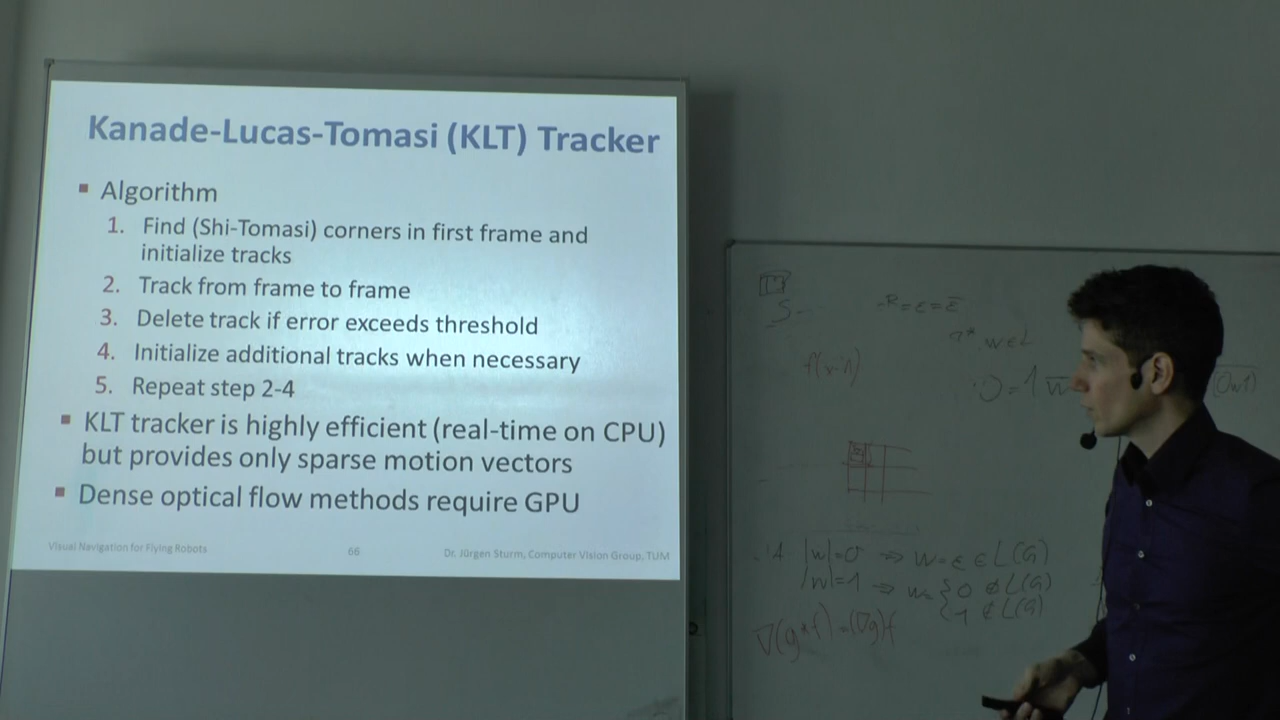 Kanade-Lucas-Tomasi (KLT) Tracker
Algorithm
1. Find (Shi-Tomasi) corners in first frame and
initialize tracks
2. Track from frame to frame
3. Delete track if error exceeds threshold
4. Initialize additional tracks when necessary
5. Repeat step 2-4
KLT tracker is highly efficient (real-time on CPU)
but provides only sparse motion vectors
Dense optical flow methods require GPU
Visual Navigation for Flying Robots
66
Dr. Jürgen Sturm, Computer Vision Group, TUM
|w|=0 ⇒ w=ε∈L(G)
|w|=1 ⇒ w={0 ∉L(G)
1 ∉L(G)
∇(g*f)=(∇g)f